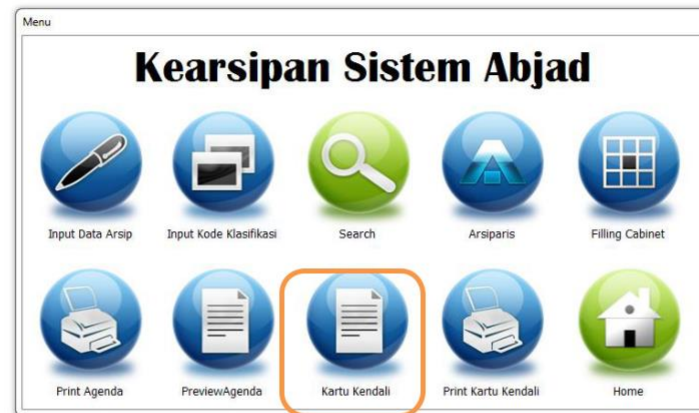 Menu
Kearsipan Sistem Abjad
Input Data Arsip
Input Kode Klasifikasi
Search
Arsiparis
Filling Cabinet
Print Agenda
PreviewAgenda
Kartu Kendali
Print Kartu Kendali
Home